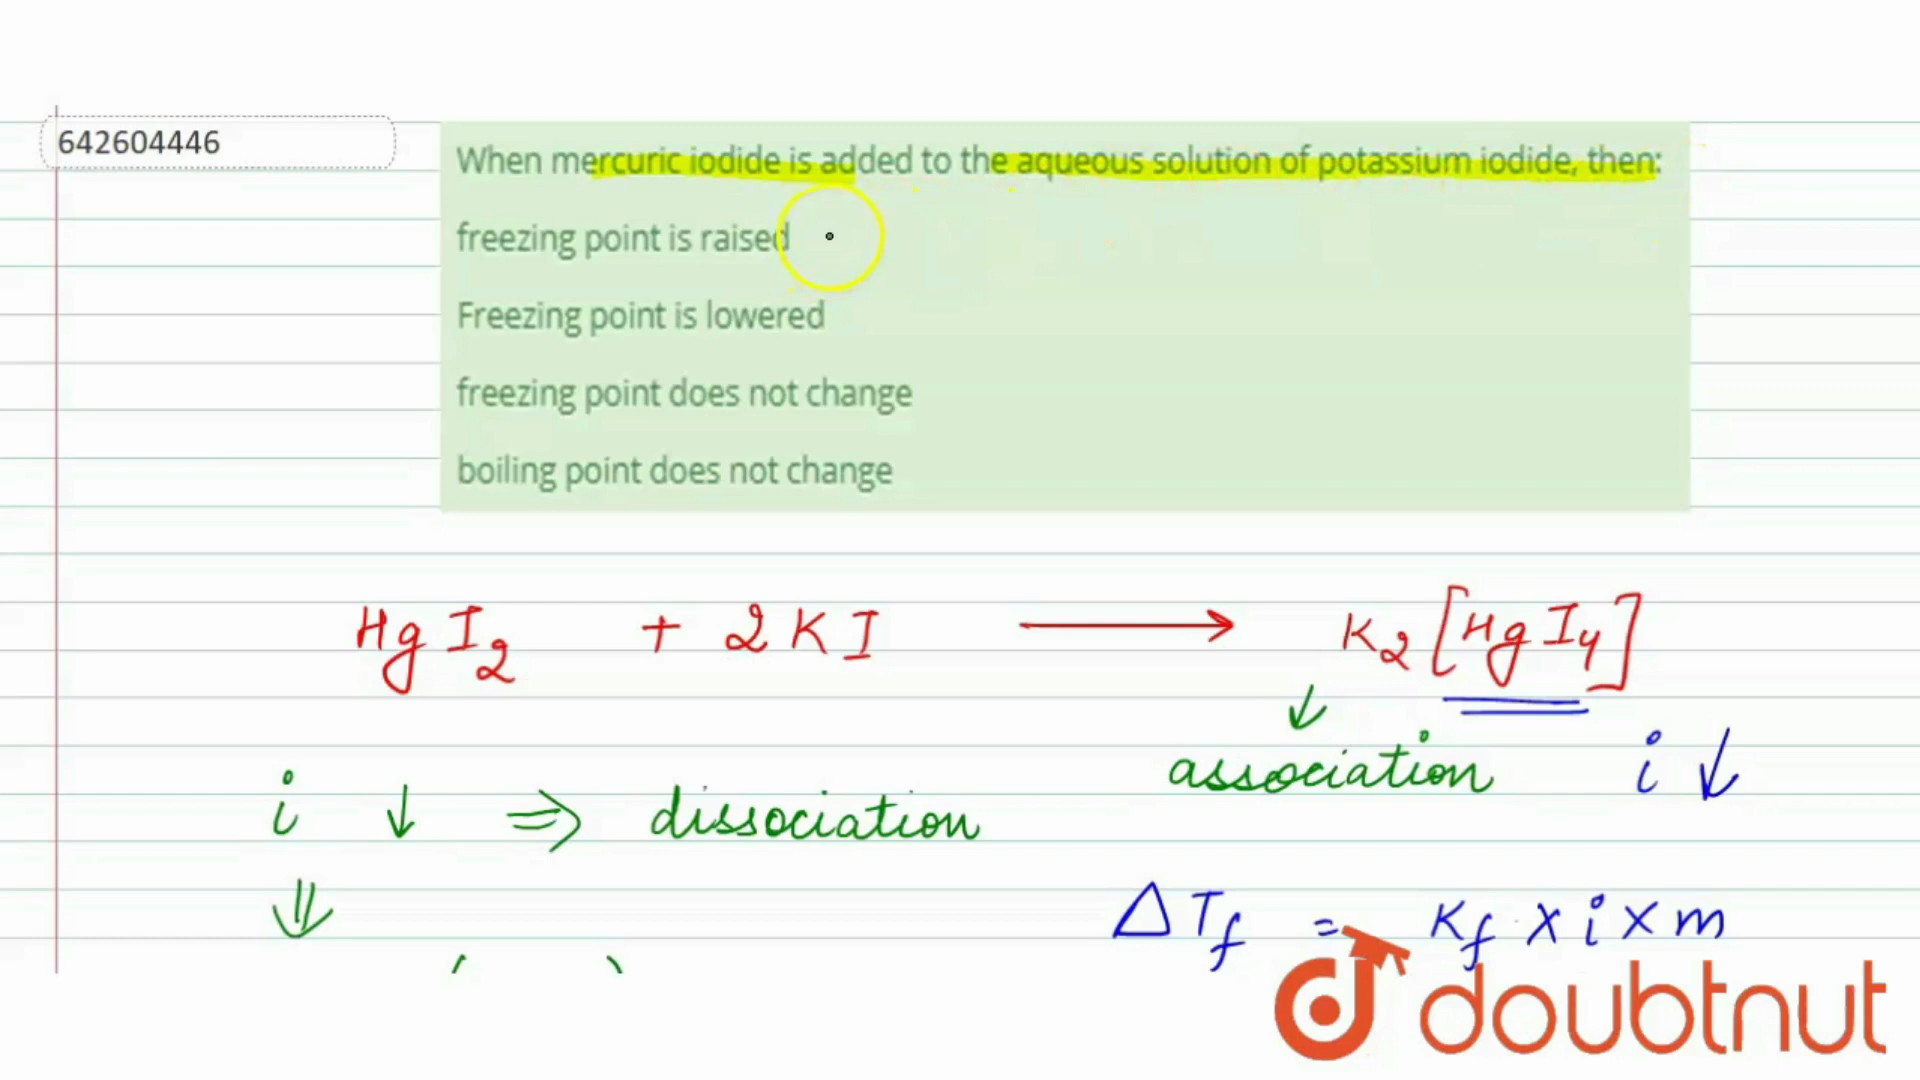 642604446
When mercuric iodide is added to the aqueous solution of potassium iodide, then:
freezing point is raised
Freezing point is lowered
freezing point does not change
boiling point does not change
HgI₂ + 2KI ⟶ K₂[HgI₄]
↓
association i ↓
i ↓ ⇒ dissociation
⇓
ΔTf = Kf × i × m
doubtnut